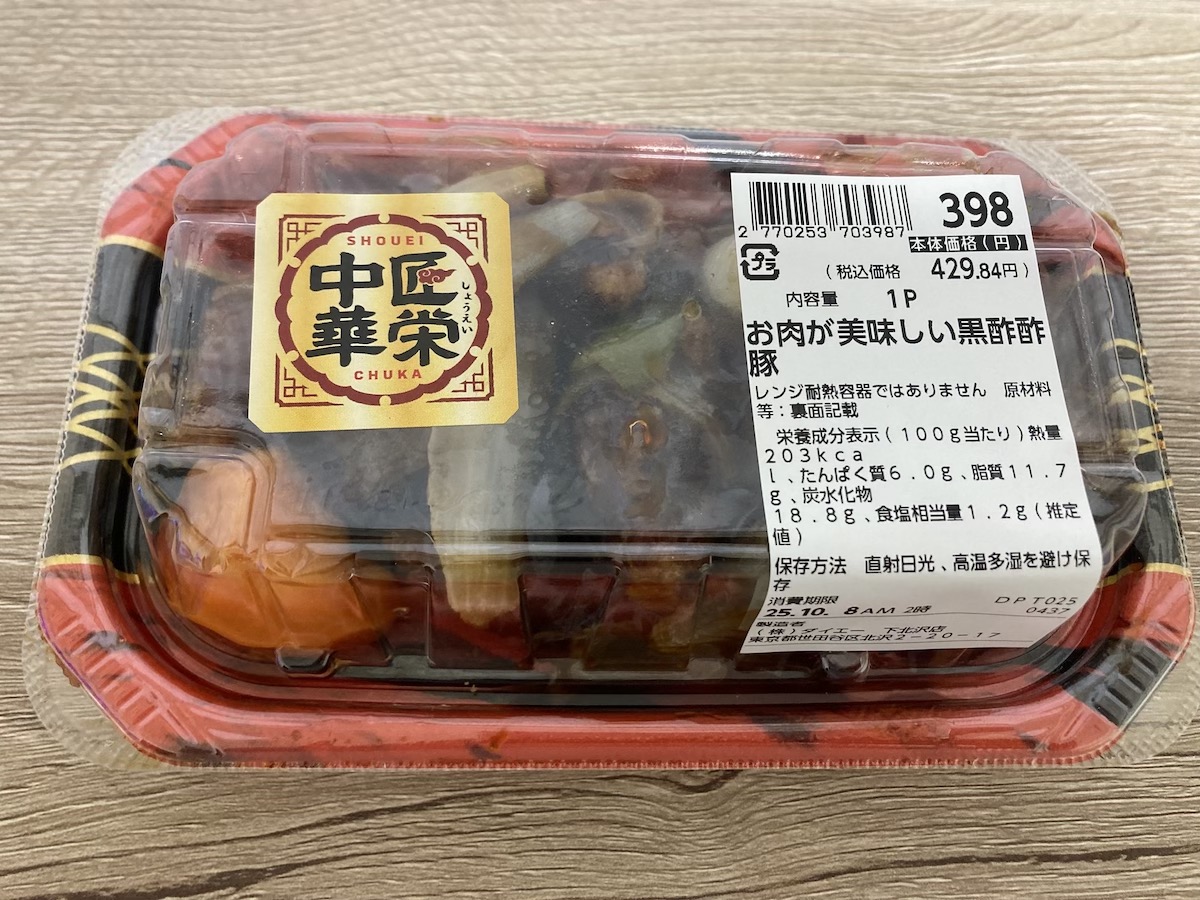 SHOUEI
匠栄
しょうえい
中華
CHUKA
2 770253 703987
398
本体価格(円)
プラ
(税込価格 429.84円)
内容量 1P
お肉が美味しい黒酢酢
豚
レンジ耐熱容器ではありません 原材料
等:裏面記載
栄養成分表示(100g当たり)熱量
203kca
l、たんぱく質6.0g、脂質11.7
g、炭水化物
18.8g、食塩相当量1.2g(推定
値)
保存方法 直射日光、高温多湿を避け保
存
消費期限 DPT025
25.10. 8AM 2時 0437
製造者
(株)ダイエー 下北沢店
東京都世田谷区北沢2-20-17